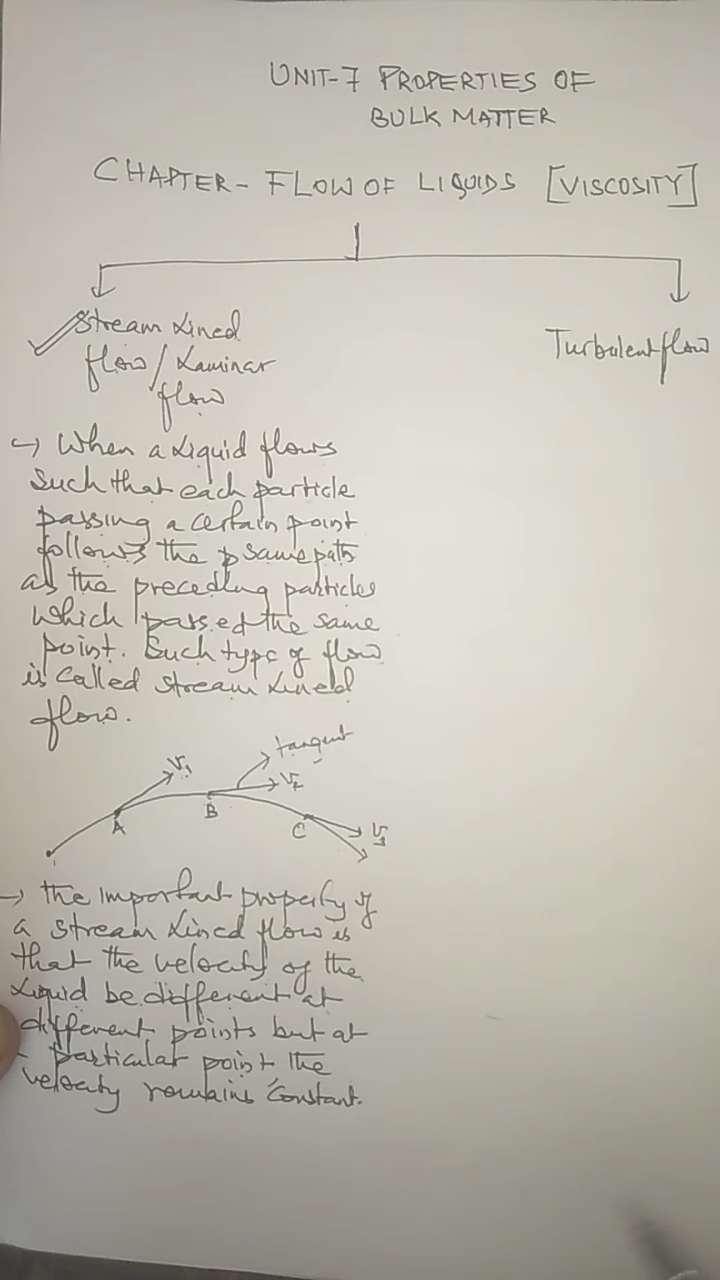 UNIT-7 PROPERTIES OF
BULK MATTER
CHAPTER- FLOW OF LIQUIDS [VISCOSITY]
Stream Lined
flow/Laminar
flow
Turbulent flow
→ When a Liquid flows
Such that each particle
passing a certain point
follows the same path
as the preceding particles
which passed the same
point. Such type of flow
is called stream Lined
flow.
tangent
V1
V2
A
B
C
V3
→ the important property of
a stream Lined flow is
that the velocity of the
Liquid be different at
different points but at
particular point the
velocity remains constant.